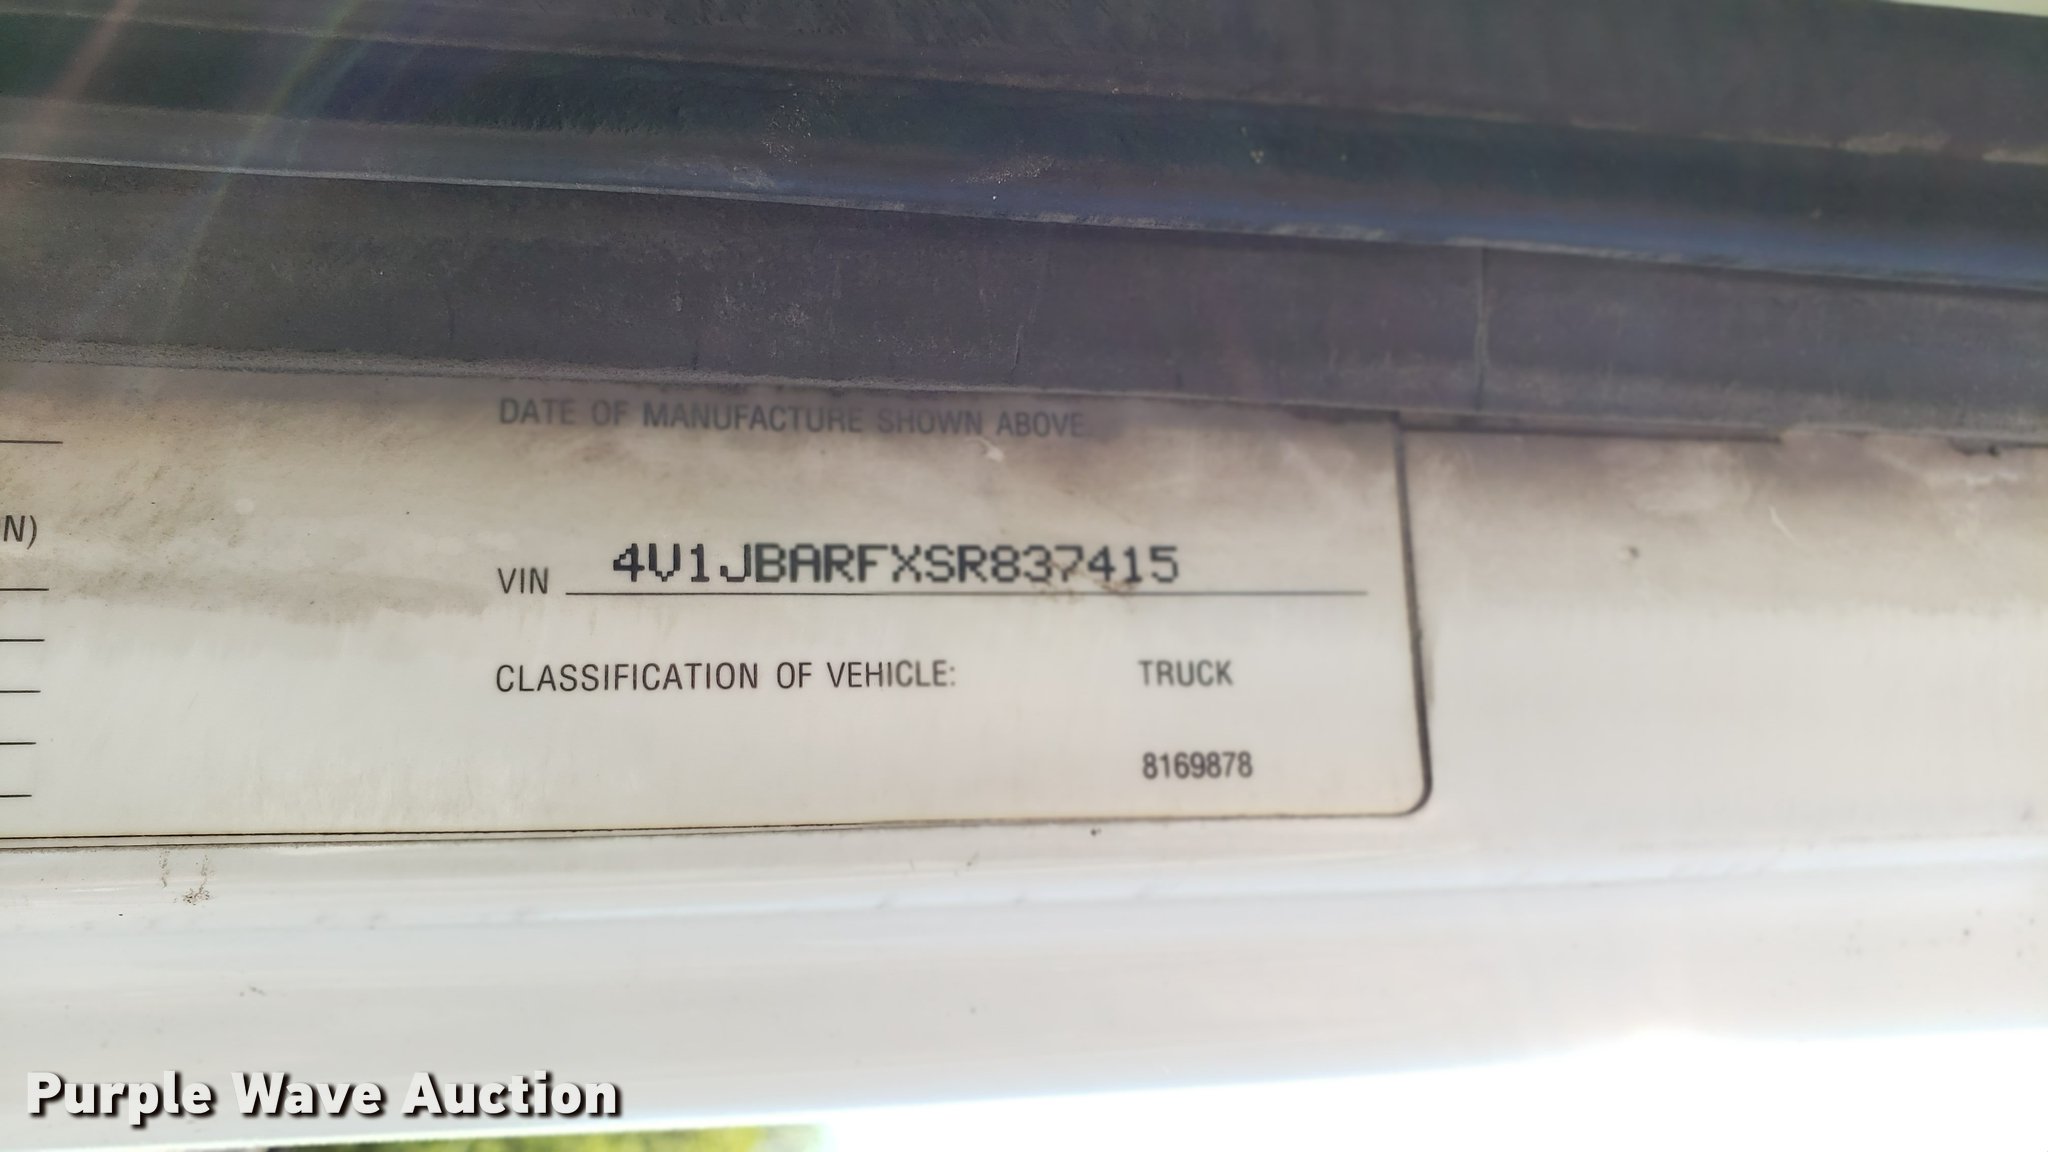 DATE OF MANUFACTURE SHOWN ABOVE.
N)
VIN 4V1JBARFXSR837415
CLASSIFICATION OF VEHICLE: TRUCK
8169878
Purple Wave Auction